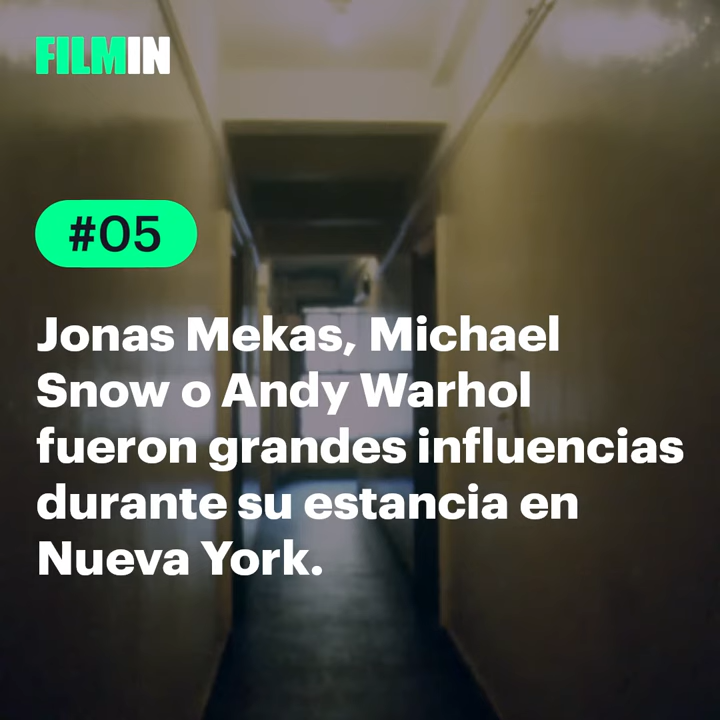 FILMIN
#05
Jonas Mekas, Michael
Snow o Andy Warhol
fueron grandes influencias
durante su estancia en
Nueva York.